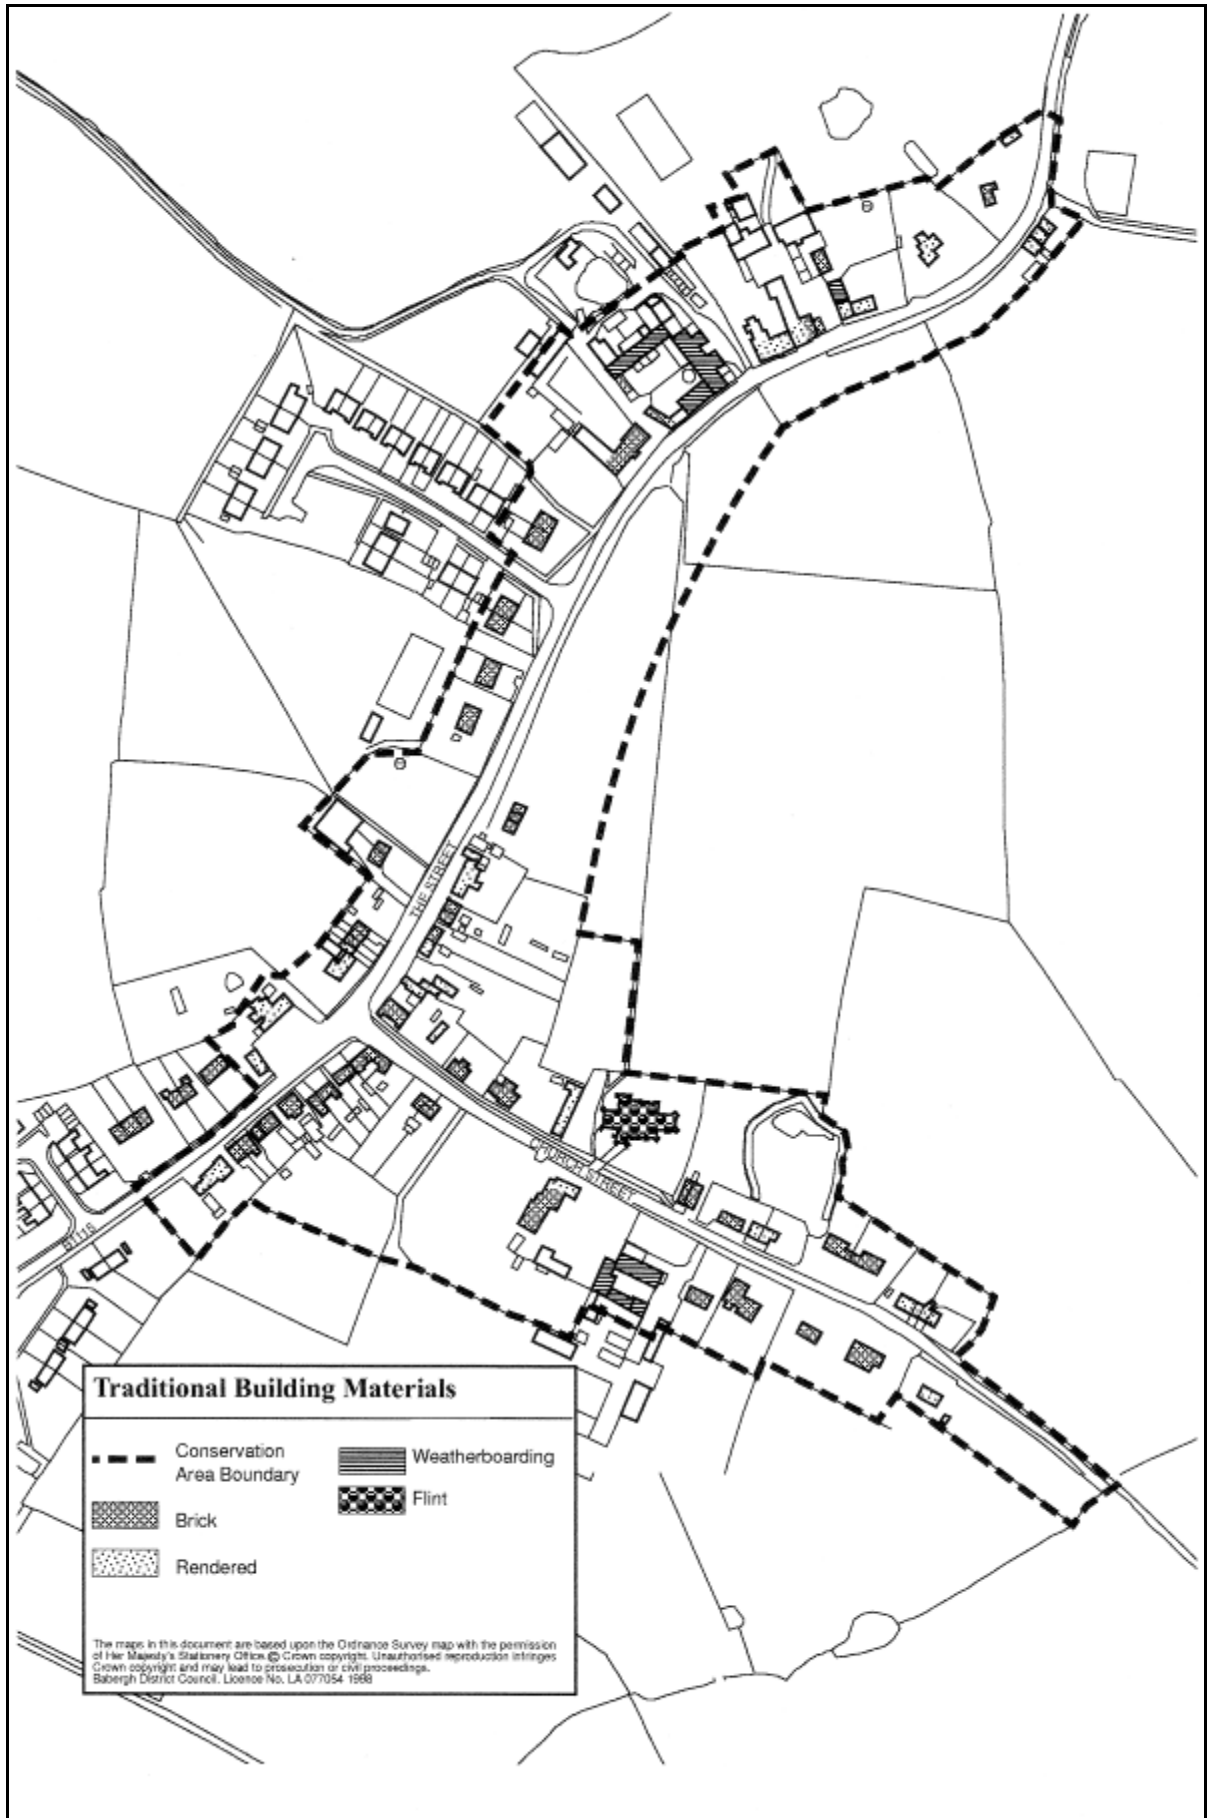 THE STREET
CHURCH STREET
B1115
Traditional Building Materials
Conservation
Area Boundary
Brick
Rendered
Weatherboarding
Flint
The maps in this document are based upon the Ordnance Survey map with the permission
of Her Majesty's Stationery Office © Crown copyright. Unauthorised reproduction infringes
Crown copyright and may lead to prosecution or civil proceedings.
Babergh District Council. Licence No. LA 077054 1998